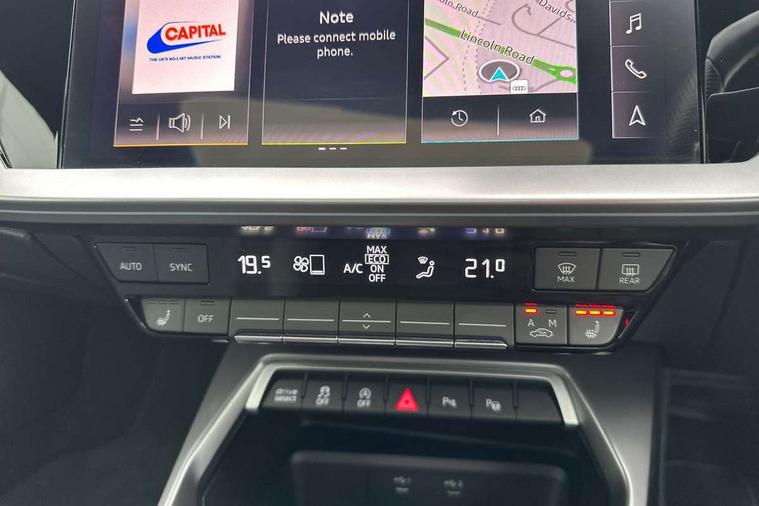 CAPITAL
THE UK'S NO.1 HIT MUSIC STATION
Note
Please connect mobile
phone.
Davids
Lincoln Road
AUTO
SYNC
19.5
A/C
MAX
ECO
ON
OFF
21.0
MAX
REAR
OFF
A M
drive
select
OFF
OFF
P
P